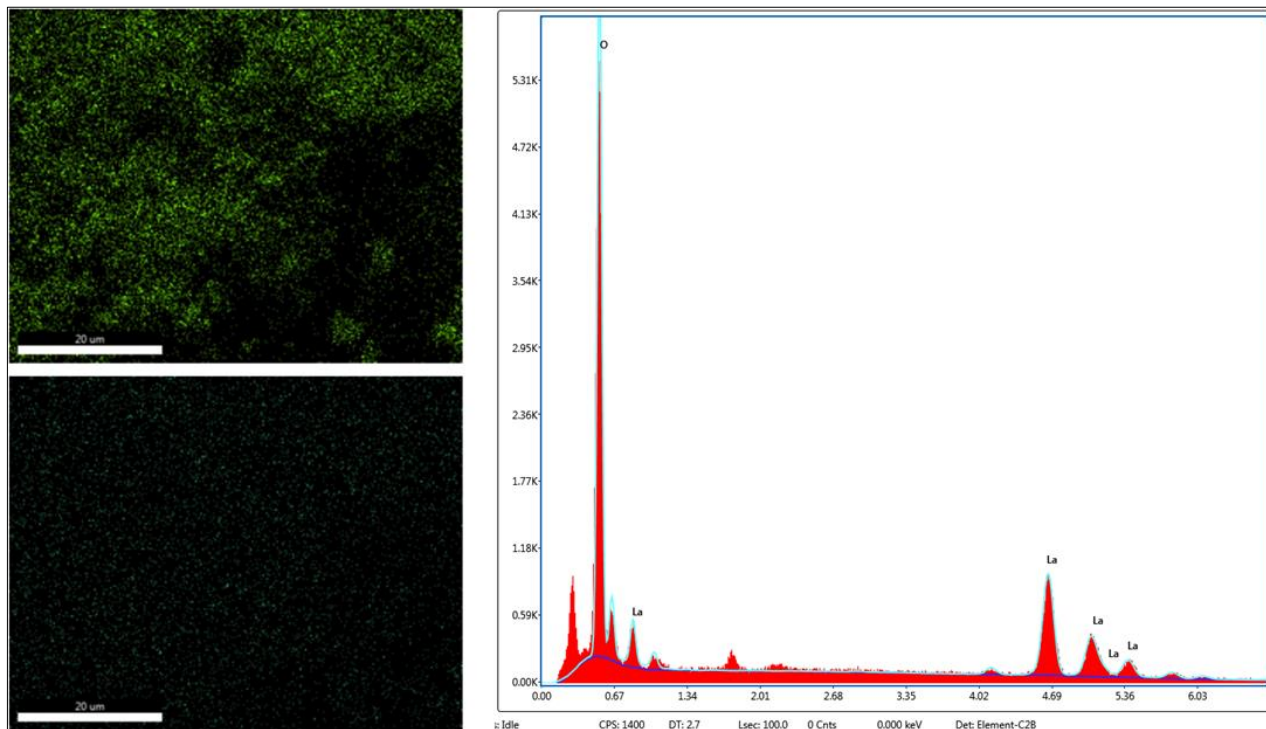 20 um
20 um
O
5.31K
4.72K
4.13K
3.54K
2.95K
2.36K
1.77K
1.18K
0.59K
0.00K
La
La
La
La
La
0.00 0.67 1.34 2.01 2.68 3.35 4.02 4.69 5.36 6.03
Idle CPS: 1400 DT: 2.7 Lsec: 100.0 0 Cnts 0.000 keV Det: Element-C2B